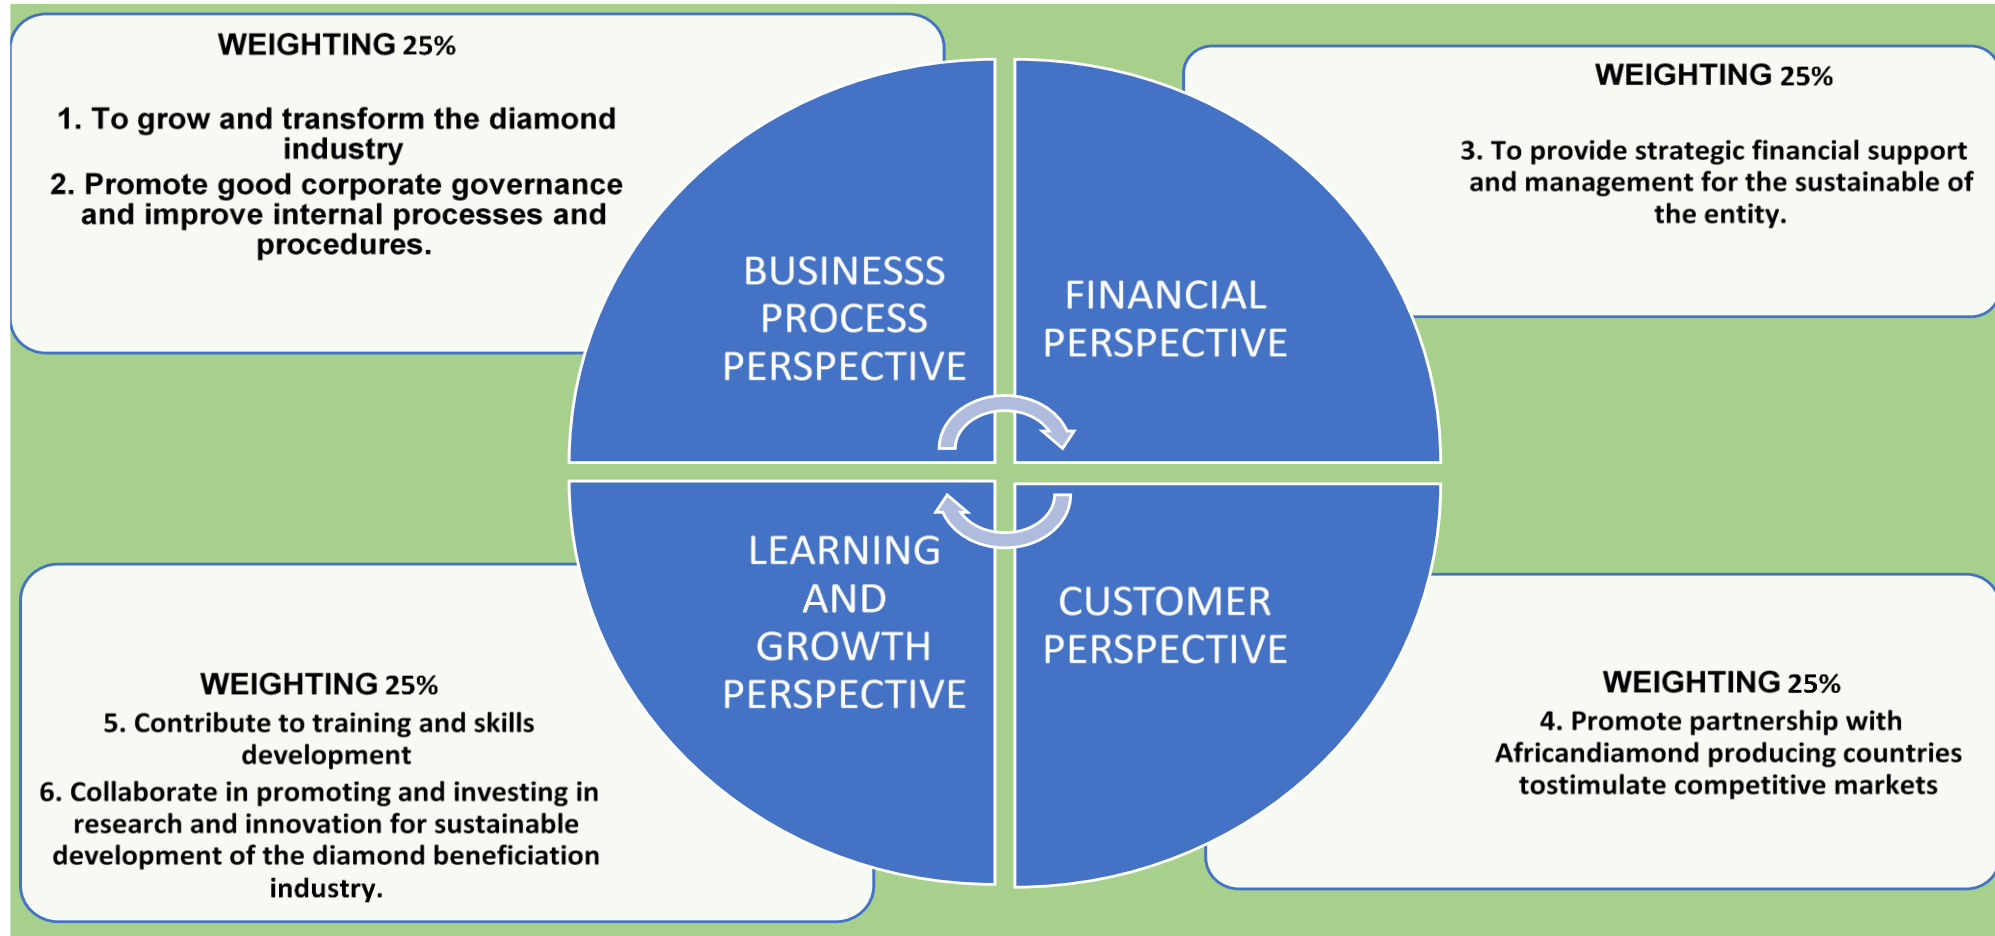 WEIGHTING 25%
1. To grow and transform the diamond
industry
2. Promote good corporate governance
and improve internal processes and
procedures.
BUSINESSS
PROCESS
PERSPECTIVE
FINANCIAL
PERSPECTIVE
WEIGHTING 25%
3. To provide strategic financial support
and management for the sustainable of
the entity.
LEARNING
AND
GROWTH
PERSPECTIVE
CUSTOMER
PERSPECTIVE
WEIGHTING 25%
5. Contribute to training and skills
development
6. Collaborate in promoting and investing in
research and innovation for sustainable
development of the diamond beneficiation
industry.
WEIGHTING 25%
4. Promote partnership with
Africandiamond producing countries
tostimulate competitive markets